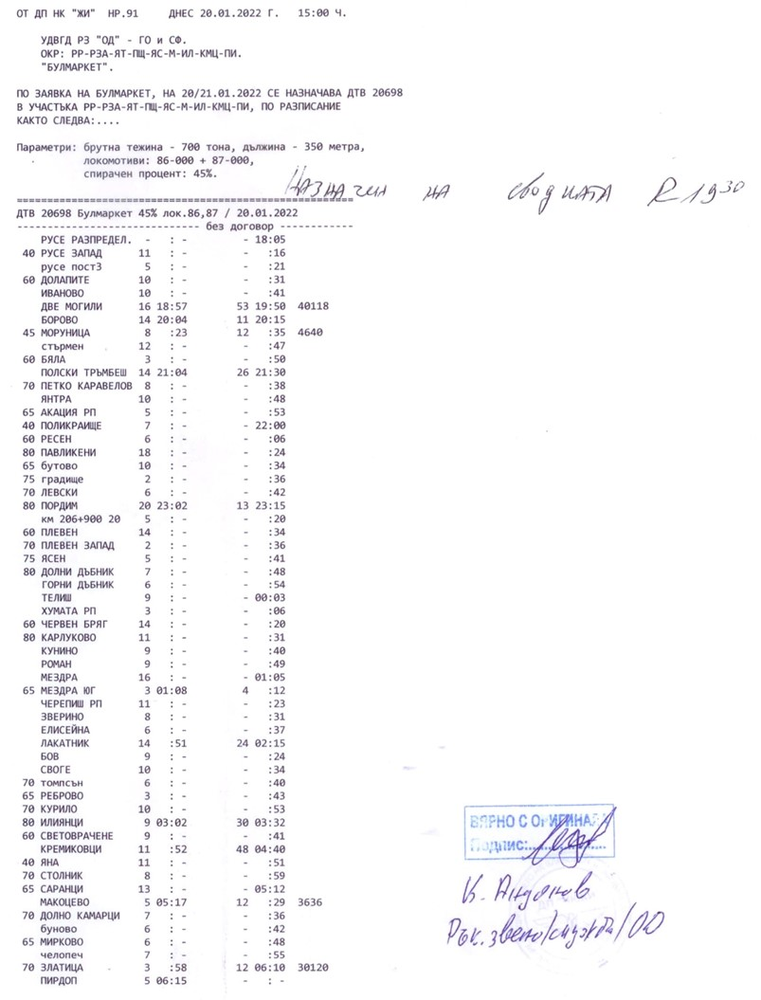 ОТ ДП НК "ЖИ" НР.91 ДНЕС 20.01.2022 Г. 15:00 Ч.
УДВГД РЗ "ОД" - ГО и СФ.
ОКР: РР-РЗА-ЯТ-ПЩ-ЯС-М-ИЛ-КМЦ-ПИ.
"БУЛМАРКЕТ".
ПО ЗАЯВКА НА БУЛМАРКЕТ, НА 20/21.01.2022 СЕ НАЗНАЧАВА ДТВ 20698
В УЧАСТЪКА РР-РЗА-ЯТ-ПЩ-ЯС-М-ИЛ-КМЦ-ПИ, ПО РАЗПИСАНИЕ
КАКТО СЛЕДВА:....
Параметри: брутна тежина - 700 тона, дължина - 350 метра,
локомотиви: 86-000 + 87-000,
спирачен процент: 45%.
НАЗНАЧЕН НА СВОДКАТА
ДТВ 20698 Булмаркет 45% лок.86,87 / 20.01.2022
---------------------------- без договор ------------
РУСЕ РАЗПРЕДЕЛ. - : - - 18:05
40 РУСЕ ЗАПАД 11 : - - :16
русе пост3 5 : - - :21
60 ДОЛАПИТЕ 10 : - - :31
ИВАНОВО 10 : - - :41
ДВЕ МОГИЛИ 16 18:57 53 19:50 40118
БОРОВО 14 20:04 11 20:15
45 МОРУНИЦА 8 :23 12 :35 4640
стърмен 12 : - - :47
60 БЯЛА 3 : - - :50
ПОЛСКИ ТРЪМБЕШ 14 21:04 26 21:30
70 ПЕТКО КАРАВЕЛОВ 8 : - - :38
ЯНТРА 10 : - - :48
65 АКАЦИЯ РП 5 : - - :53
40 ПОЛИКРАИЩЕ 7 : - - 22:00
60 РЕСЕН 6 : - - :06
80 ПАВЛИКЕНИ 18 : - - :24
65 бутово 10 : - - :34
75 градище 2 : - - :36
70 ЛЕВСКИ 6 : - - :42
80 ПОРДИМ 20 23:02 13 23:15
км 206+900 20 5 : - - :20
60 ПЛЕВЕН 14 : - - :34
70 ПЛЕВЕН ЗАПАД 2 : - - :36
75 ЯСЕН 5 : - - :41
80 ДОЛНИ ДЪБНИК 7 : - - :48
ГОРНИ ДЪБНИК 6 : - - :54
ТЕЛИШ 9 : - - 00:03
ХУМАТА РП 3 : - - :06
60 ЧЕРВЕН БРЯГ 14 : - - :20
80 КАРЛУКОВО 11 : - - :31
КУНИНО 9 : - - :40
РОМАН 9 : - - :49
МЕЗДРА 16 : - - 01:05
65 МЕЗДРА ЮГ 3 01:08 4 :12
ЧЕРЕПИШ РП 11 : - - :23
ЗВЕРИНО 8 : - - :31
ЕЛИСЕЙНА 6 : - - :37
ЛАКАТНИК 14 :51 24 02:15
БОВ 9 : - - :24
СВОГЕ 10 : - - :34
70 томпсън 6 : - - :40
65 РЕБРОВО 3 : - - :43
70 КУРИЛО 10 : - - :53
80 ИЛИЯНЦИ 9 03:02 30 03:32
60 СВЕТОВРАЧЕНЕ 9 : - - :41
КРЕМИКОВЦИ 11 :52 48 04:40
40 ЯНА 11 : - - :51
70 СТОЛНИК 8 : - - :59
65 САРАНЦИ 13 : - - 05:12
МАКОЦЕВО 5 05:17 12 :29 3636
70 ДОЛНО КАМАРЦИ 7 : - - :36
буново 6 : - - :42
65 МИРКОВО 6 : - - :48
челопеч 7 : - - :55
70 ЗЛАТИЦА 3 :58 12 06:10 30120
ПИРДОП 5 06:15 - : -
ВЯРНО С ОРИГИНАЛА
Подпис:
К. Андонов
Рък. звено/служба/ОД